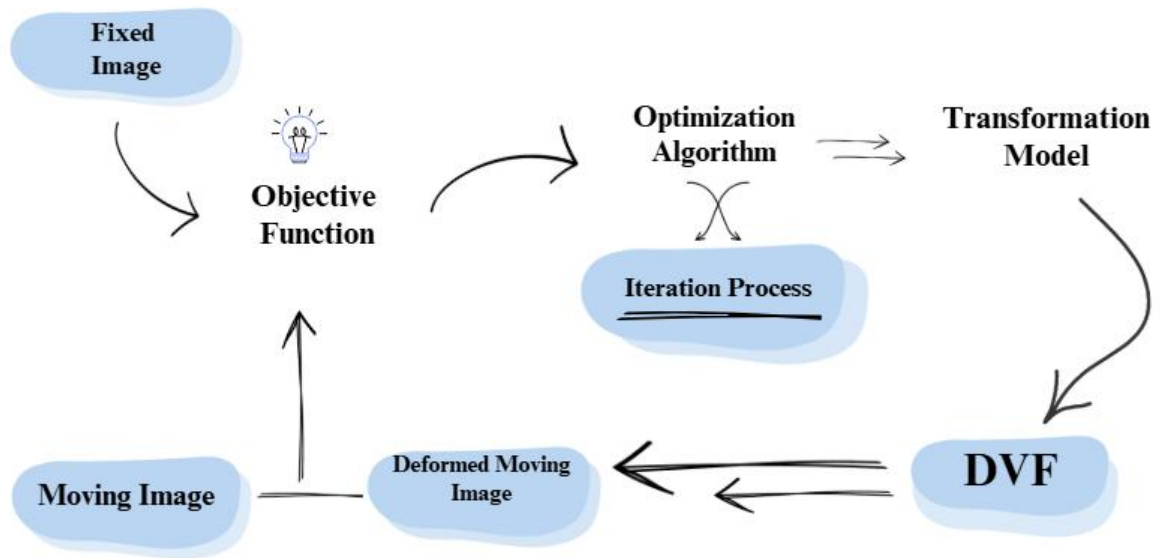 Fixed
Image
Objective
Function
Optimization
Algorithm
Transformation
Model
Iteration Process
DVF
Deformed Moving
Image
Moving Image